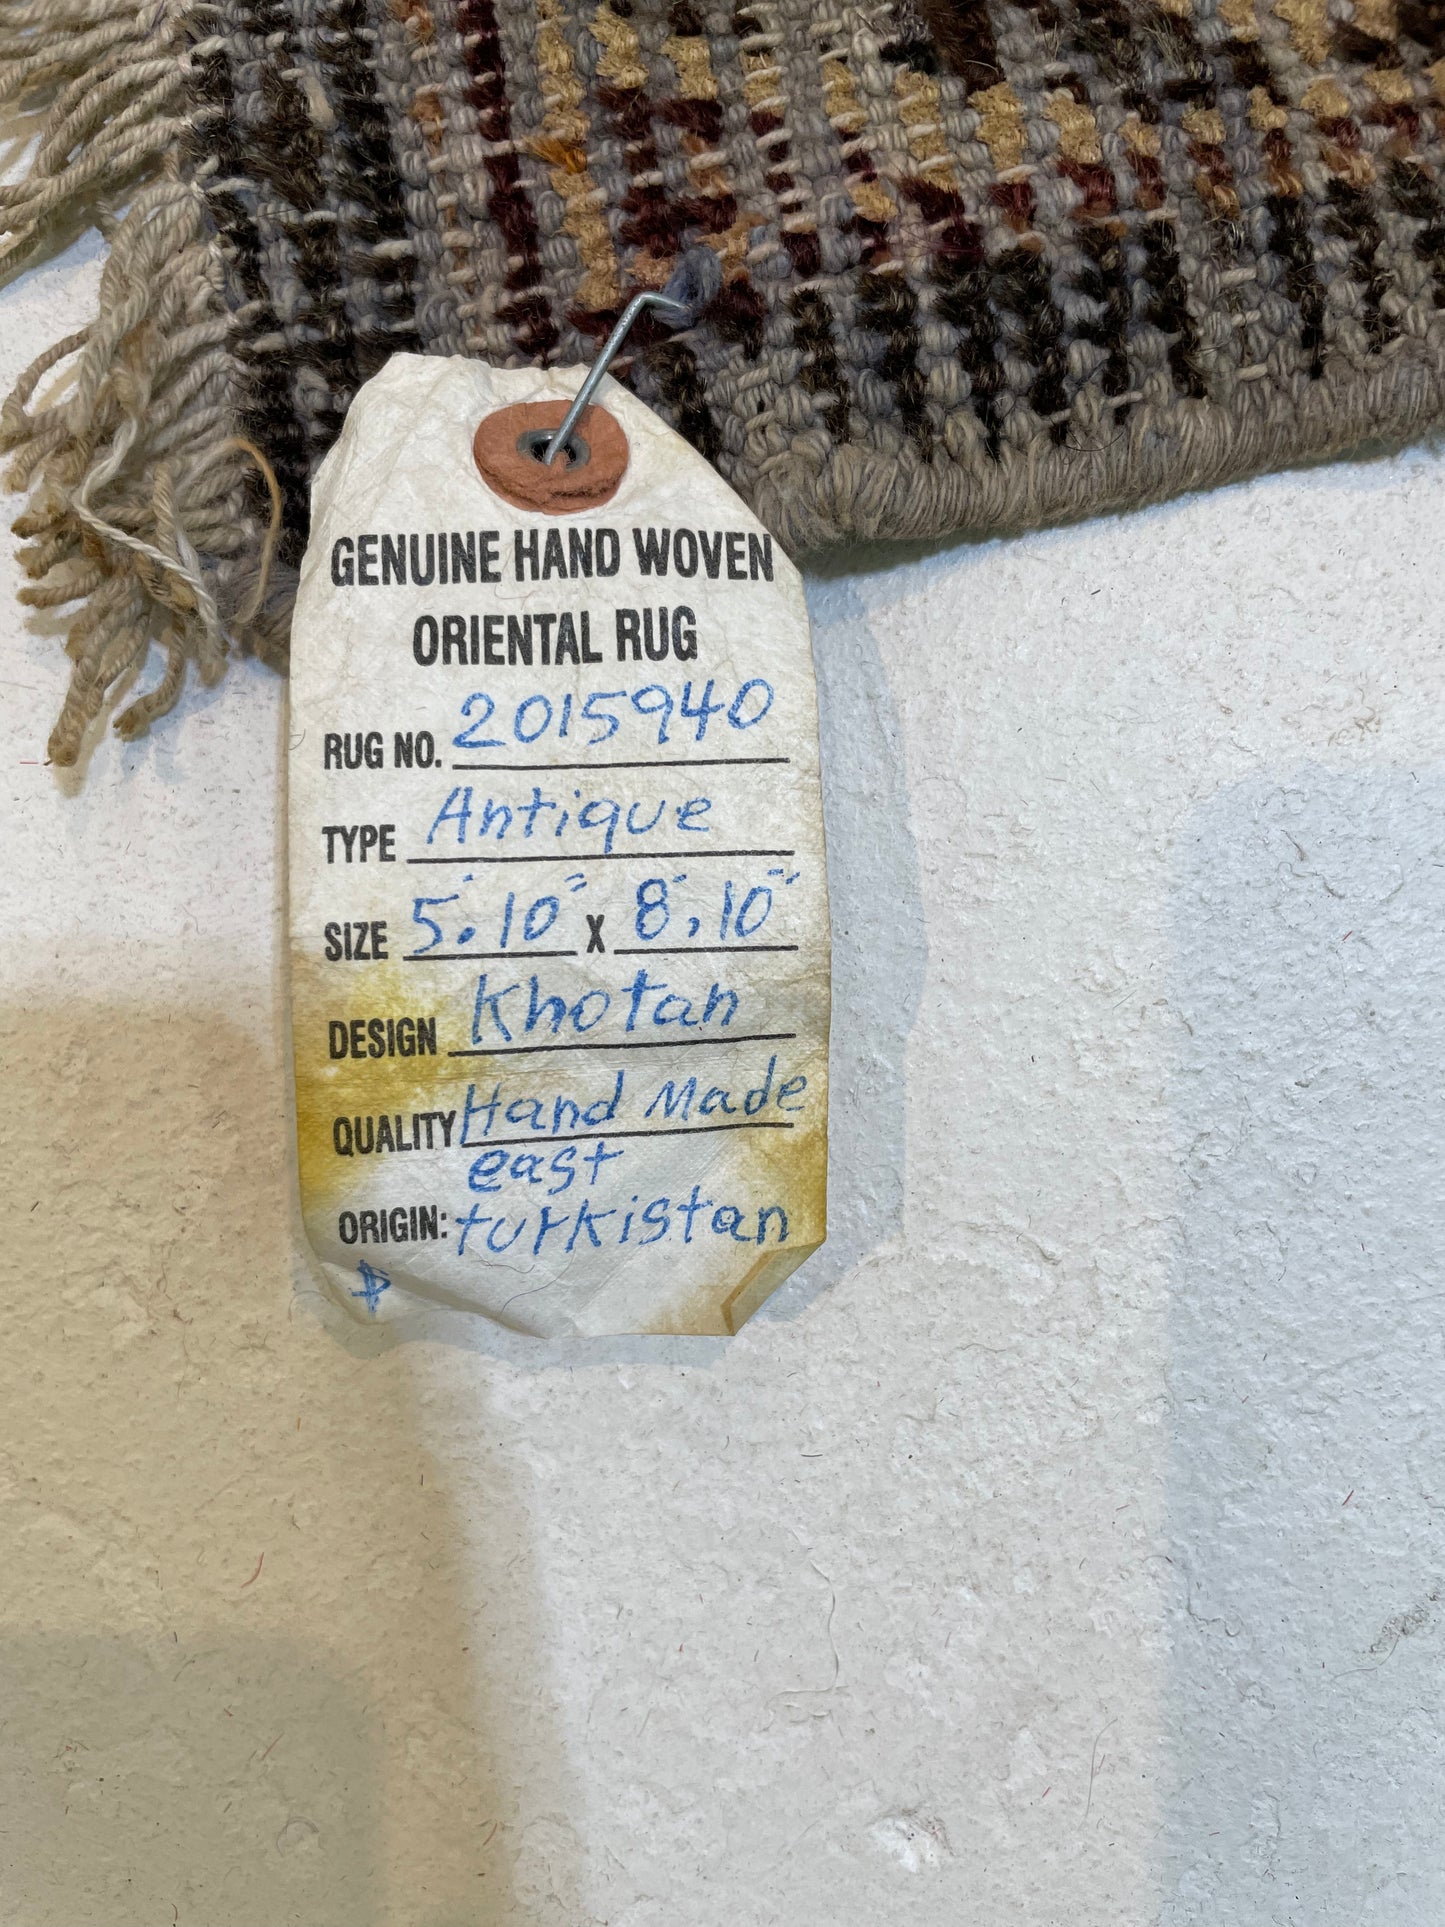 GENUINE HAND WOVEN
ORIENTAL RUG
RUG NO. 2015940
TYPE Antique
SIZE 5.'10" X 8,'10"
DESIGN Khotan
QUALITY Hand Made
east
ORIGIN: turkistan
$